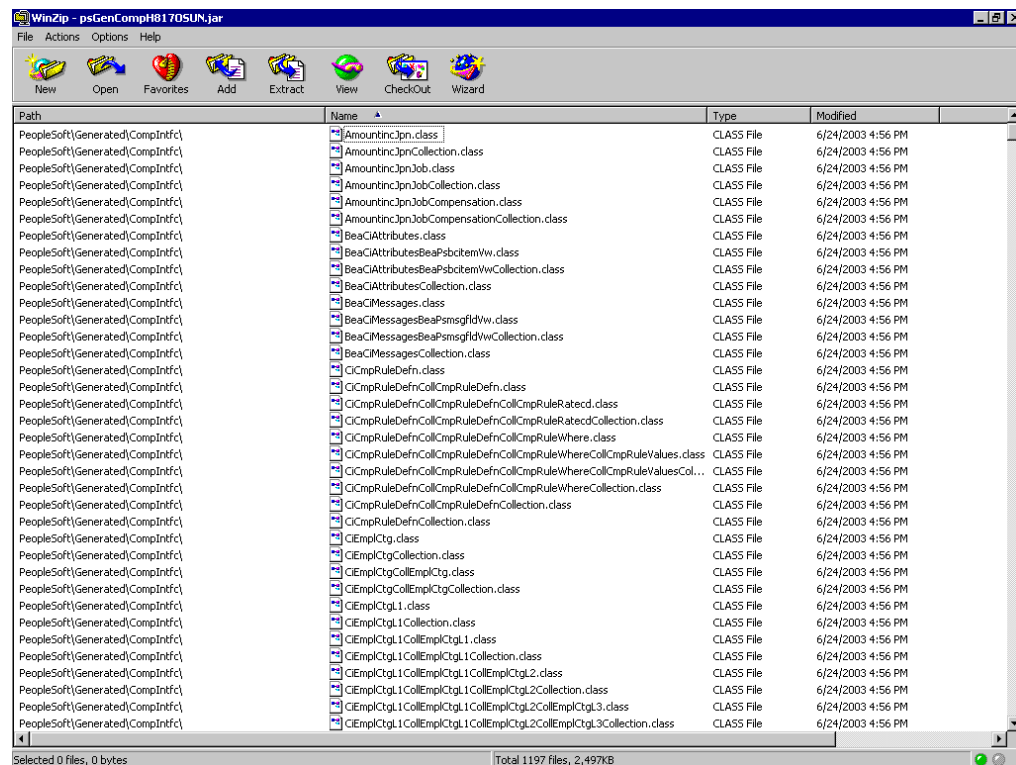 WinZip - psGenCompH817OSUN.jar
File Actions Options Help
New Open Favorites Add Extract View CheckOut Wizard
Path Name Type Modified
PeopleSoft\Generated\CompIntfc\ AmountincJpn.class CLASS File 6/24/2003 4:56 PM
PeopleSoft\Generated\CompIntfc\ AmountincJpnCollection.class CLASS File 6/24/2003 4:56 PM
PeopleSoft\Generated\CompIntfc\ AmountincJpnJob.class CLASS File 6/24/2003 4:56 PM
PeopleSoft\Generated\CompIntfc\ AmountincJpnJobCollection.class CLASS File 6/24/2003 4:56 PM
PeopleSoft\Generated\CompIntfc\ AmountincJpnJobCompensation.class CLASS File 6/24/2003 4:56 PM
PeopleSoft\Generated\CompIntfc\ AmountincJpnJobCompensationCollection.class CLASS File 6/24/2003 4:56 PM
PeopleSoft\Generated\CompIntfc\ BeaCiAttributes.class CLASS File 6/24/2003 4:56 PM
PeopleSoft\Generated\CompIntfc\ BeaCiAttributesBeaPsbcitemVw.class CLASS File 6/24/2003 4:56 PM
PeopleSoft\Generated\CompIntfc\ BeaCiAttributesBeaPsbcitemVwCollection.class CLASS File 6/24/2003 4:56 PM
PeopleSoft\Generated\CompIntfc\ BeaCiAttributesCollection.class CLASS File 6/24/2003 4:56 PM
PeopleSoft\Generated\CompIntfc\ BeaCiMessages.class CLASS File 6/24/2003 4:56 PM
PeopleSoft\Generated\CompIntfc\ BeaCiMessagesBeaPsmsgfldVw.class CLASS File 6/24/2003 4:56 PM
PeopleSoft\Generated\CompIntfc\ BeaCiMessagesBeaPsmsgfldVwCollection.class CLASS File 6/24/2003 4:56 PM
PeopleSoft\Generated\CompIntfc\ BeaCiMessagesCollection.class CLASS File 6/24/2003 4:56 PM
PeopleSoft\Generated\CompIntfc\ CiCmpRuleDefn.class CLASS File 6/24/2003 4:56 PM
PeopleSoft\Generated\CompIntfc\ CiCmpRuleDefnCollCmpRuleDefn.class CLASS File 6/24/2003 4:56 PM
PeopleSoft\Generated\CompIntfc\ CiCmpRuleDefnCollCmpRuleDefnCollCmpRuleRatecd.class CLASS File 6/24/2003 4:56 PM
PeopleSoft\Generated\CompIntfc\ CiCmpRuleDefnCollCmpRuleDefnCollCmpRuleRatecdCollection.class CLASS File 6/24/2003 4:56 PM
PeopleSoft\Generated\CompIntfc\ CiCmpRuleDefnCollCmpRuleDefnCollCmpRuleWhere.class CLASS File 6/24/2003 4:56 PM
PeopleSoft\Generated\CompIntfc\ CiCmpRuleDefnCollCmpRuleDefnCollCmpRuleWhereCollCmpRuleValues.class CLASS File 6/24/2003 4:56 PM
PeopleSoft\Generated\CompIntfc\ CiCmpRuleDefnCollCmpRuleDefnCollCmpRuleWhereCollCmpRuleValuesCol... CLASS File 6/24/2003 4:56 PM
PeopleSoft\Generated\CompIntfc\ CiCmpRuleDefnCollCmpRuleDefnCollCmpRuleWhereCollection.class CLASS File 6/24/2003 4:56 PM
PeopleSoft\Generated\CompIntfc\ CiCmpRuleDefnCollCmpRuleDefnCollection.class CLASS File 6/24/2003 4:56 PM
PeopleSoft\Generated\CompIntfc\ CiCmpRuleDefnCollection.class CLASS File 6/24/2003 4:56 PM
PeopleSoft\Generated\CompIntfc\ CiEmplCtg.class CLASS File 6/24/2003 4:56 PM
PeopleSoft\Generated\CompIntfc\ CiEmplCtgCollection.class CLASS File 6/24/2003 4:56 PM
PeopleSoft\Generated\CompIntfc\ CiEmplCtgCollEmplCtg.class CLASS File 6/24/2003 4:56 PM
PeopleSoft\Generated\CompIntfc\ CiEmplCtgCollEmplCtgCollection.class CLASS File 6/24/2003 4:56 PM
PeopleSoft\Generated\CompIntfc\ CiEmplCtgL1.class CLASS File 6/24/2003 4:56 PM
PeopleSoft\Generated\CompIntfc\ CiEmplCtgL1Collection.class CLASS File 6/24/2003 4:56 PM
PeopleSoft\Generated\CompIntfc\ CiEmplCtgL1CollEmplCtgL1.class CLASS File 6/24/2003 4:56 PM
PeopleSoft\Generated\CompIntfc\ CiEmplCtgL1CollEmplCtgL1Collection.class CLASS File 6/24/2003 4:56 PM
PeopleSoft\Generated\CompIntfc\ CiEmplCtgL1CollEmplCtgL1CollEmplCtgL2.class CLASS File 6/24/2003 4:56 PM
PeopleSoft\Generated\CompIntfc\ CiEmplCtgL1CollEmplCtgL1CollEmplCtgL2Collection.class CLASS File 6/24/2003 4:56 PM
PeopleSoft\Generated\CompIntfc\ CiEmplCtgL1CollEmplCtgL1CollEmplCtgL2CollEmplCtgL3.class CLASS File 6/24/2003 4:56 PM
PeopleSoft\Generated\CompIntfc\ CiEmplCtgL1CollEmplCtgL1CollEmplCtgL2CollEmplCtgL3Collection.class CLASS File 6/24/2003 4:56 PM
Selected 0 files, 0 bytes Total 1197 files, 2,497KB